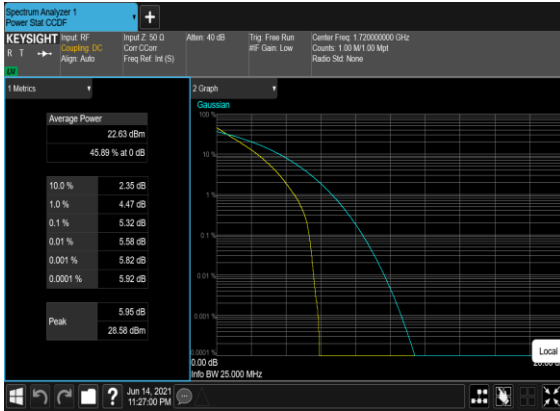 Spectrum Analyzer 1
Power Stat CCDF
+
KEYSIGHT Input: RF Input Z: 50 Ω Atten: 40 dB Trig: Free Run Center Freq: 1.720000000 GHz
R T Coupling: DC Corr CCorr #IF Gain: Low Counts: 1.00 M/1.00 Mpt
Align: Auto Freq Ref: Int (S) Radio Std: None
1 Metrics
2 Graph
Average Power
22.63 dBm
45.89 % at 0 dB
10.0 % 2.35 dB
1.0 % 4.47 dB
0.1 % 5.32 dB
0.01 % 5.58 dB
0.001 % 5.82 dB
0.0001 % 5.92 dB
Peak 5.95 dB
28.58 dBm
Gaussian
100 %
10 %
1 %
0.1 %
0.01 %
0.001 %
0.0001 %
0.00 dB
Info BW 25.000 MHz
Local
?
Jun 14, 2021
11:27:00 PM